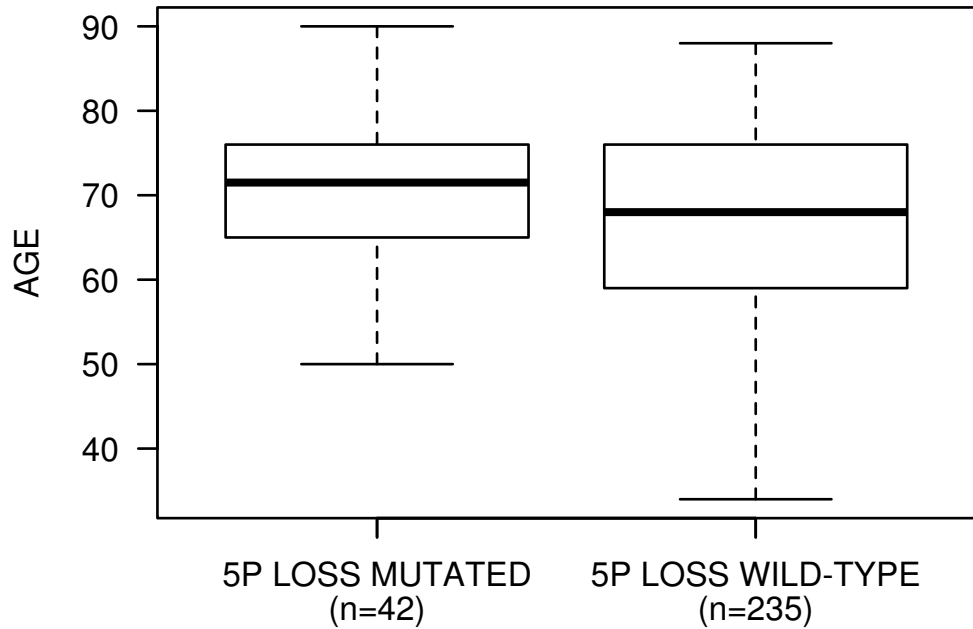 90
80
70
60
50
40
AGE
5P LOSS MUTATED
(n=42)
5P LOSS WILD-TYPE
(n=235)